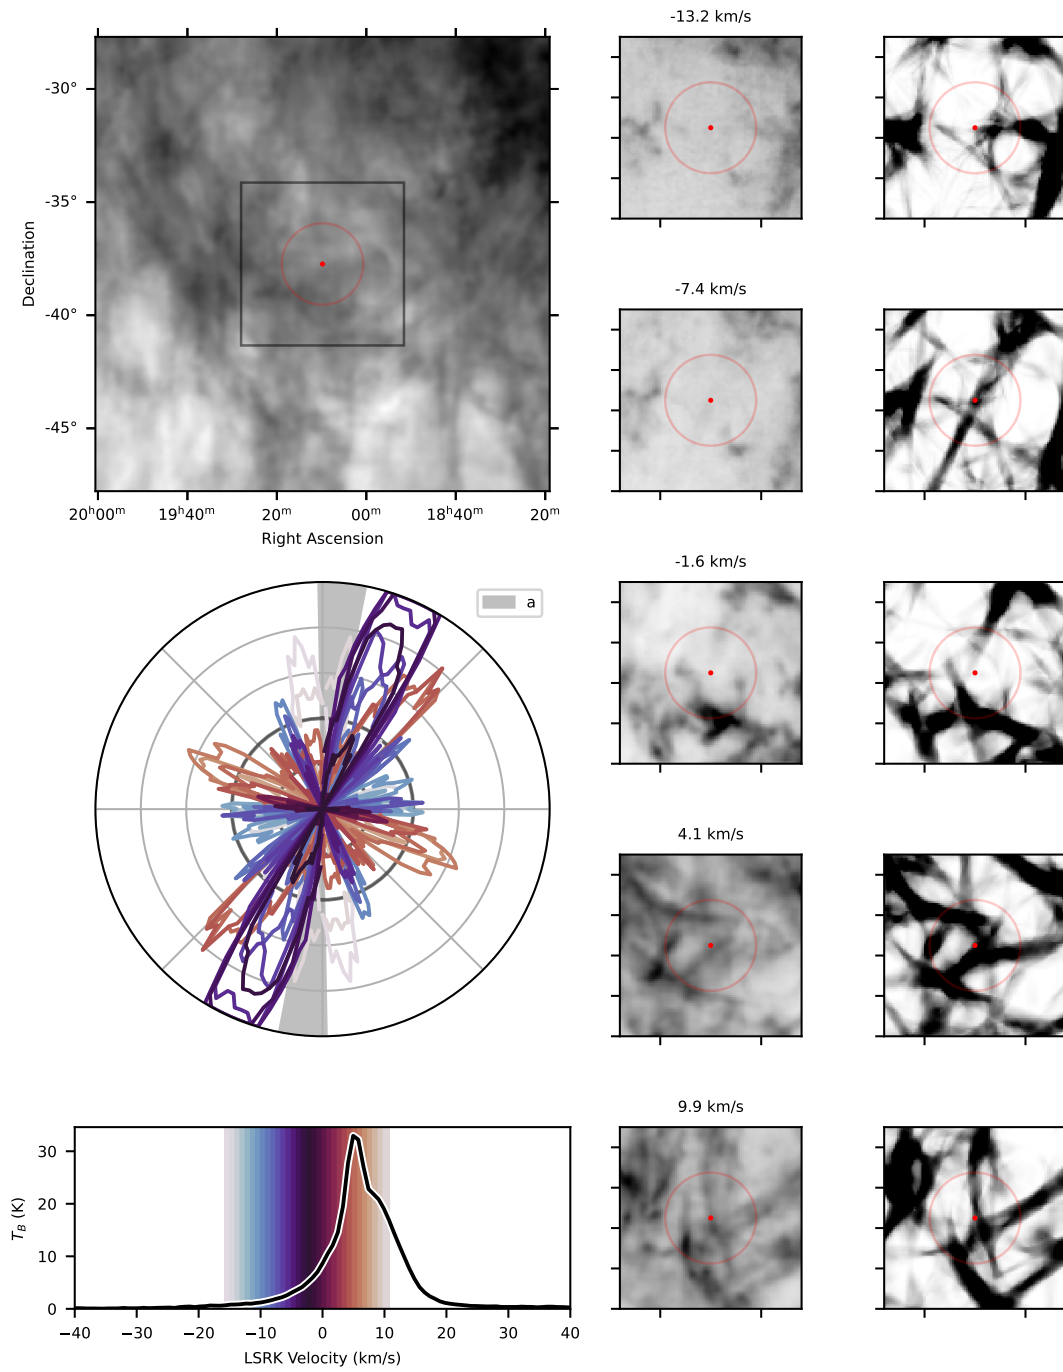 -13.2 km/s
-30°
-35°
-40°
-45°
Declination
20ʰ00ᵐ 19ʰ40ᵐ 20ᵐ 00ᵐ 18ʰ40ᵐ 20ᵐ
Right Ascension
-7.4 km/s
-1.6 km/s
a
4.1 km/s
9.9 km/s
30
20
10
0
T_B (K)
−40 −30 −20 −10 0 10 20 30 40
LSRK Velocity (km/s)